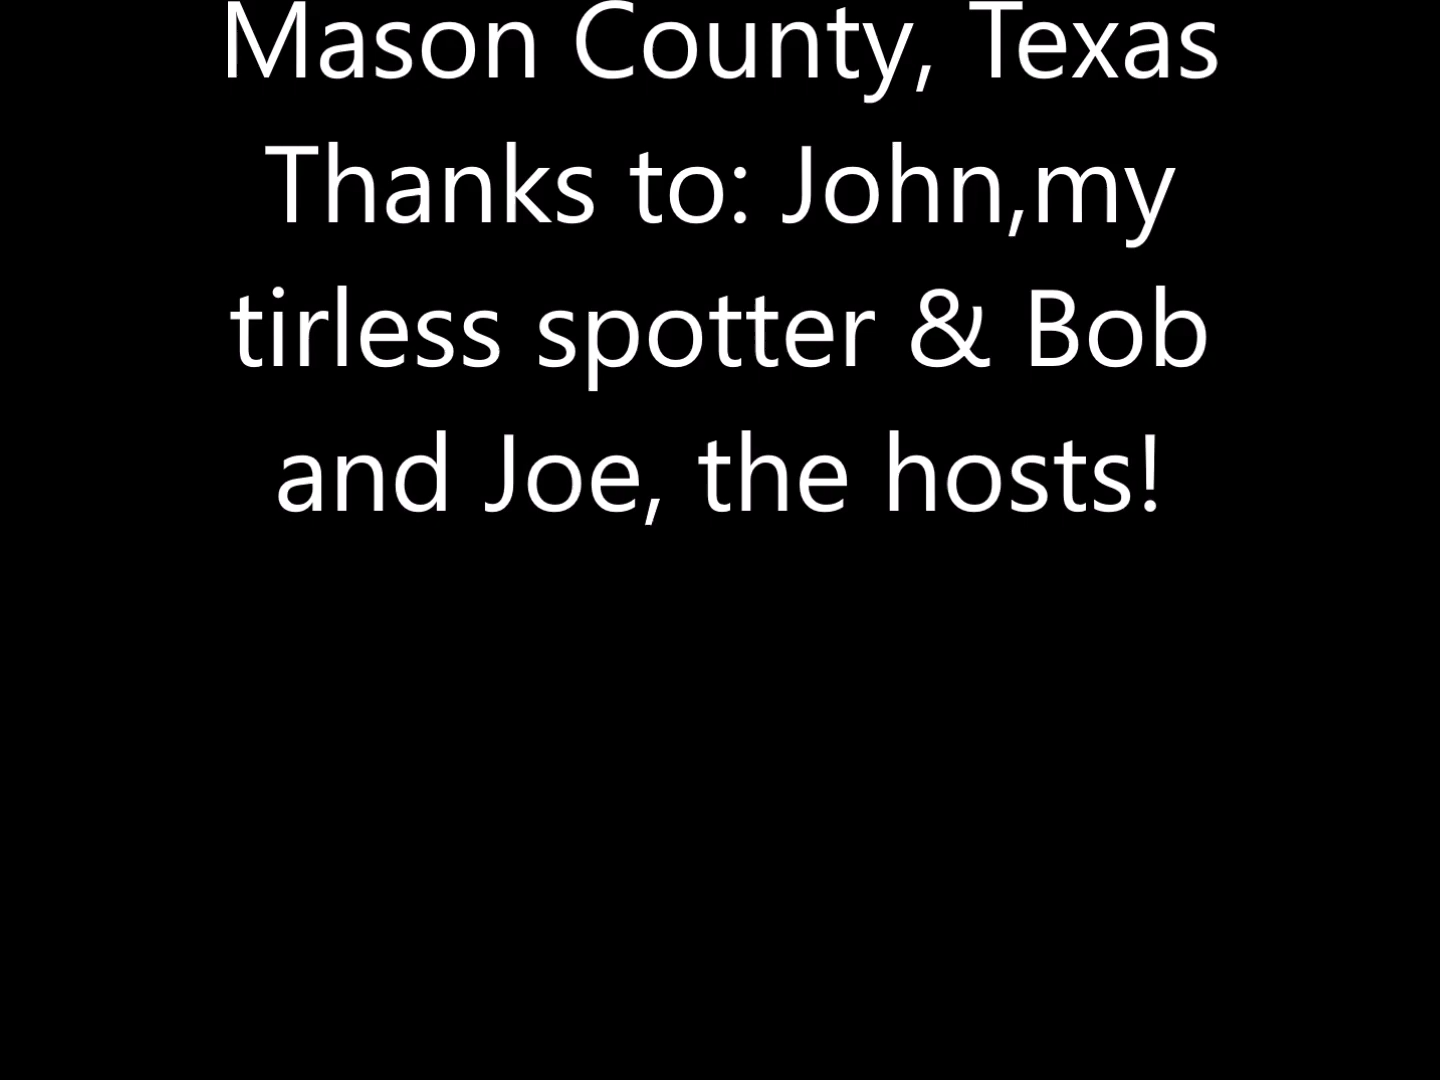 Mason County, Texas
Thanks to: John,my
tirless spotter & Bob
and Joe, the hosts!